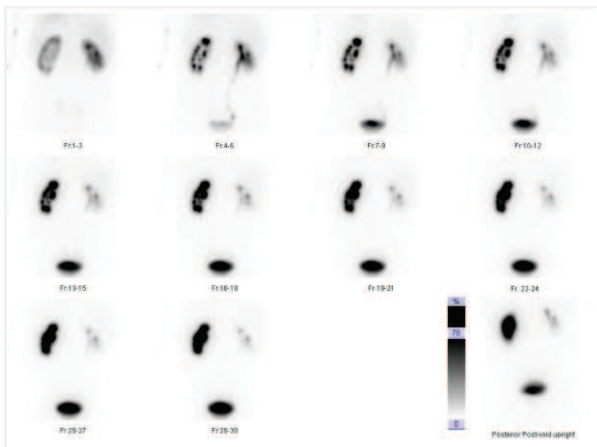 Fr:1-3
Fr:4-6
Fr:7-9
Fr:10-12
Fr:13-15
Fr:16-18
Fr:19-21
Fr: 22-24
Fr:25-27
Fr:28-30
%
78
0
Posterior Postvoid upright